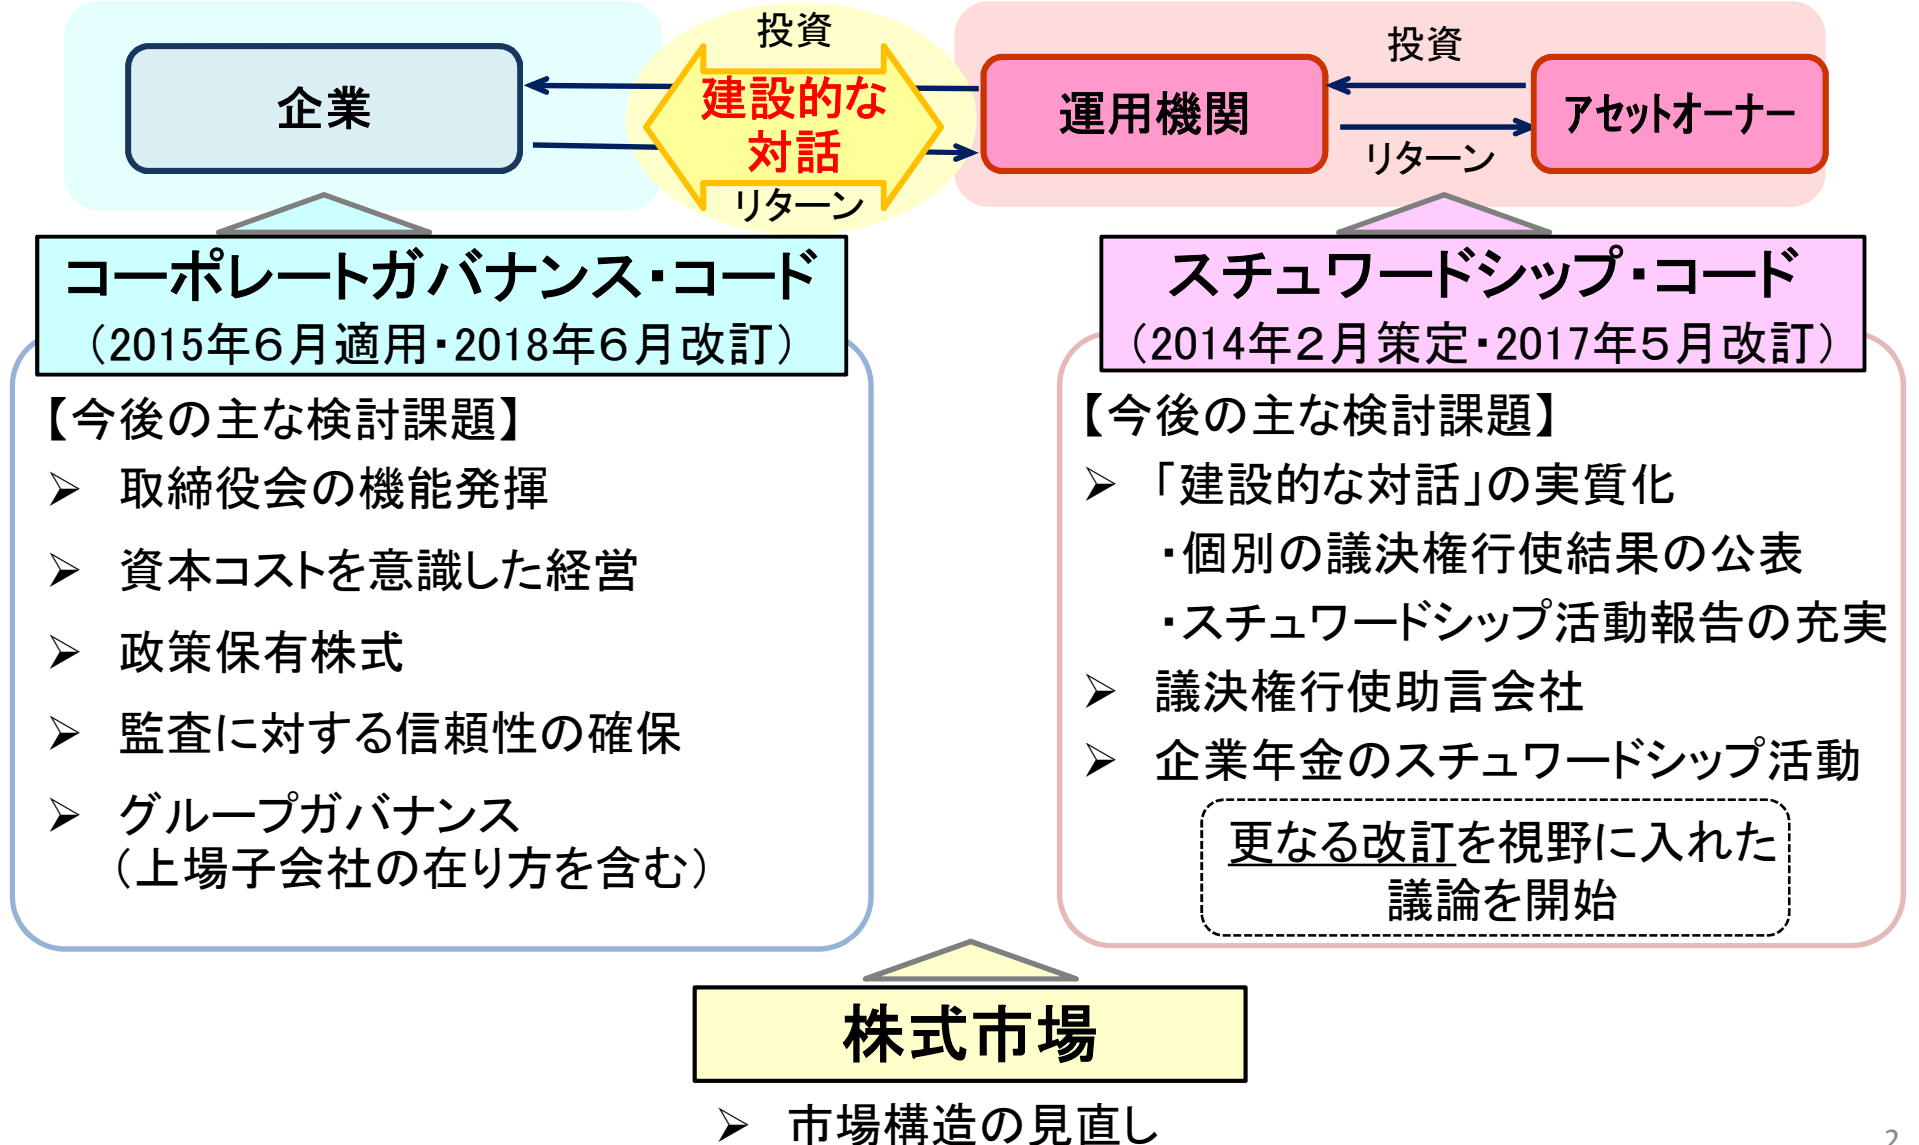 投資
企業
建設的な
対話
リターン
運用機関
投資
リターン
アセットオーナー
コーポレートガバナンス・コード
（2015年６月適用・2018年６月改訂）
【今後の主な検討課題】
➢ 取締役会の機能発揮
➢ 資本コストを意識した経営
➢ 政策保有株式
➢ 監査に対する信頼性の確保
➢ グループガバナンス
（上場子会社の在り方を含む）
スチュワードシップ・コード
（2014年２月策定・2017年５月改訂）
【今後の主な検討課題】
➢ 「建設的な対話」の実質化
・個別の議決権行使結果の公表
・スチュワードシップ活動報告の充実
➢ 議決権行使助言会社
➢ 企業年金のスチュワードシップ活動
更なる改訂を視野に入れた
議論を開始
株式市場
➢ 市場構造の見直し
2